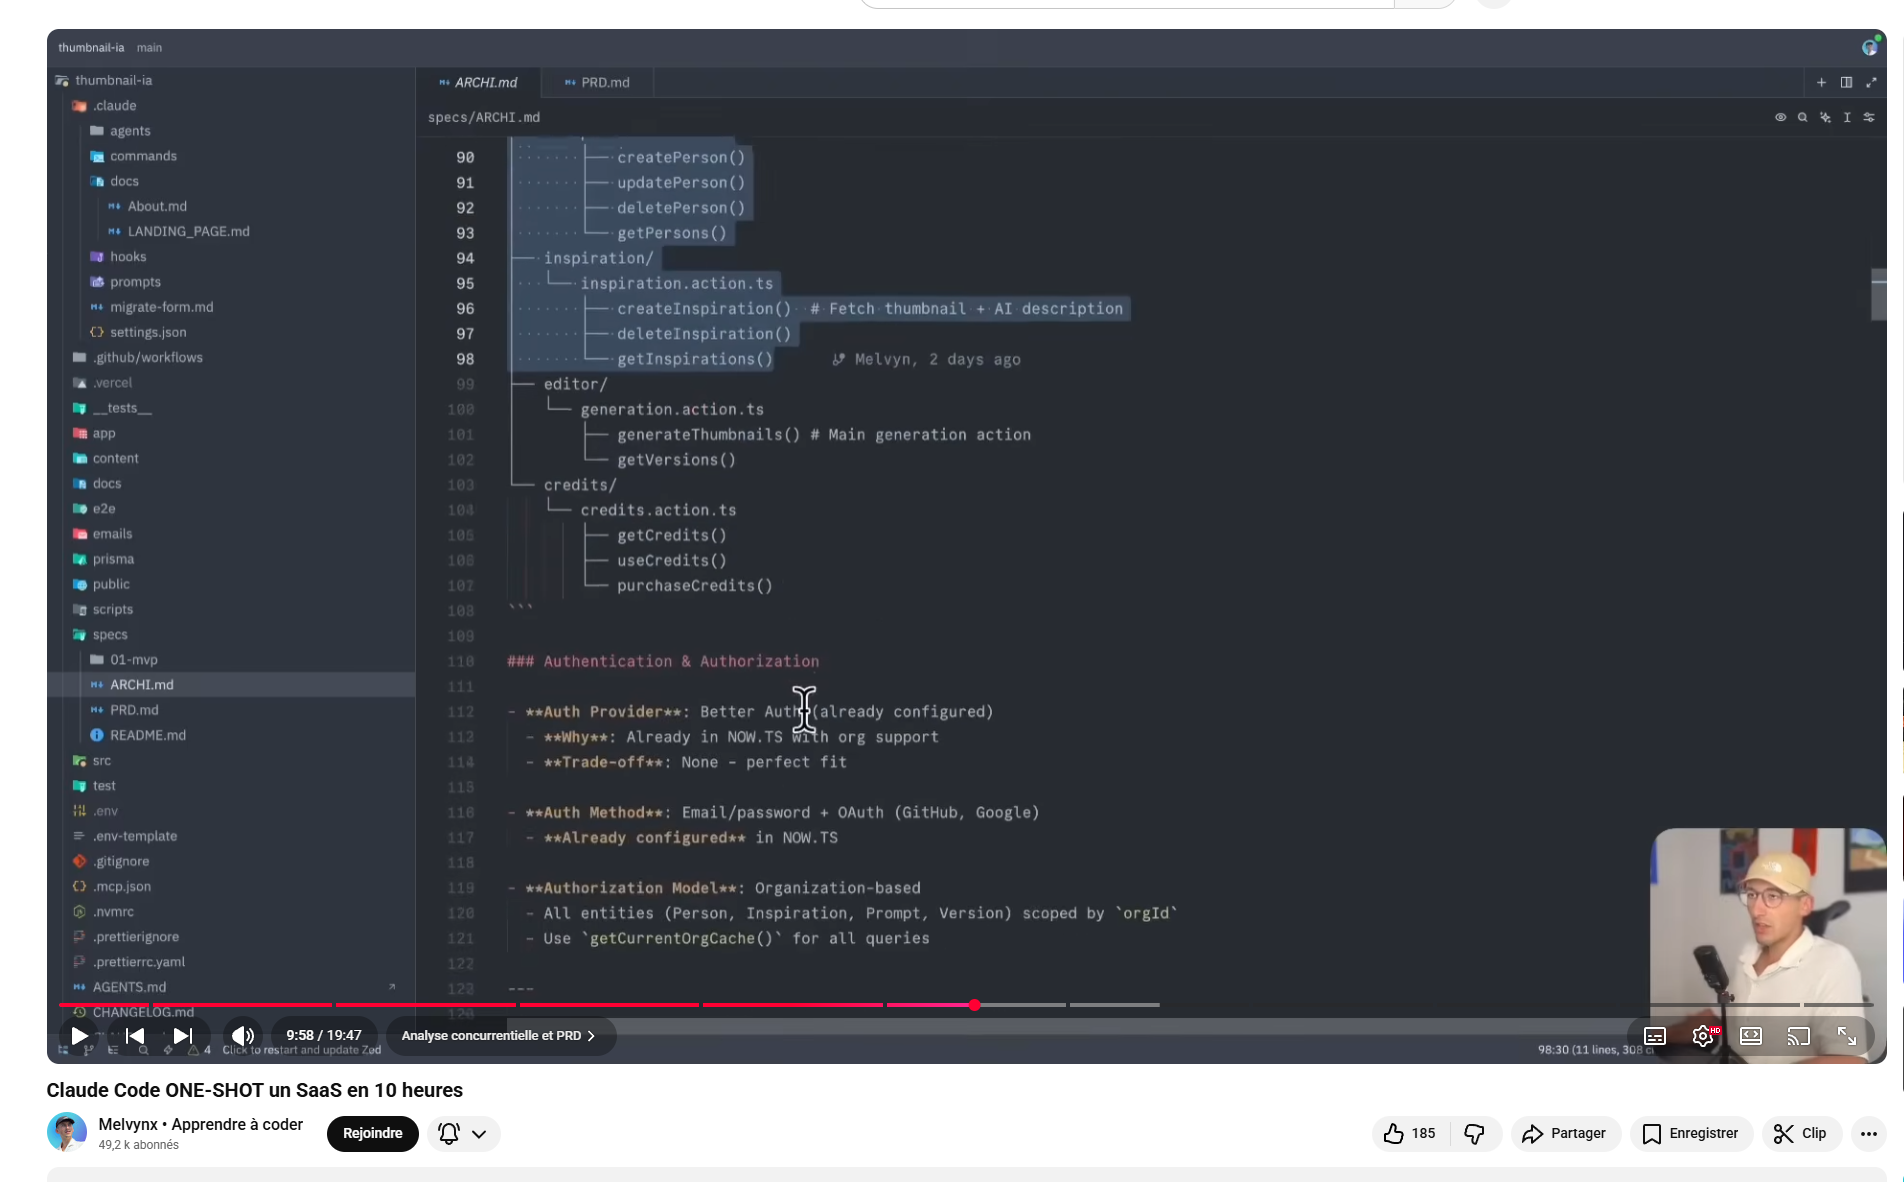 thumbnail-ia main
thumbnail-ia
.claude
agents
commands
docs
About.md
LANDING_PAGE.md
hooks
prompts
migrate-form.md
settings.json
.github/workflows
.vercel
__tests__
app
content
docs
e2e
emails
prisma
public
scripts
specs
01-mvp
ARCHI.md
PRD.md
README.md
src
test
.env
.env-template
.gitignore
.mcp.json
.nvmrc
.prettierignore
.prettierrc.yaml
AGENTS.md
CHANGELOG.md
ARCHI.md PRD.md
specs/ARCHI.md
90 createPerson()
91 updatePerson()
92 deletePerson()
93 getPersons()
94 inspiration/
95 inspiration.action.ts
96 createInspiration() # Fetch thumbnail + AI description
97 deleteInspiration()
98 getInspirations() Melvyn, 2 days ago
99 editor/
100 generation.action.ts
101 generateThumbnails() # Main generation action
102 getVersions()
103 credits/
104 credits.action.ts
105 getCredits()
106 useCredits()
107 purchaseCredits()
108 ```
109
110 ### Authentication & Authorization
111
112 - **Auth Provider**: Better Auth (already configured)
113 - **Why**: Already in NOW.TS with org support
114 - **Trade-off**: None - perfect fit
115
116 - **Auth Method**: Email/password + OAuth (GitHub, Google)
117 - **Already configured** in NOW.TS
118
119 - **Authorization Model**: Organization-based
120 - All entities (Person, Inspiration, Prompt, Version) scoped by `orgId`
121 - Use `getCurrentOrgCache()` for all queries
122
123 ---
9:58 / 19:47 Analyse concurrentielle et PRD
HD
4 Click to restart and update Zed
98:30 (11 lines, 308
Claude Code ONE-SHOT un SaaS en 10 heures
Melvynx • Apprendre à coder
49,2 k abonnés
Rejoindre
185
Partager
Enregistrer
Clip